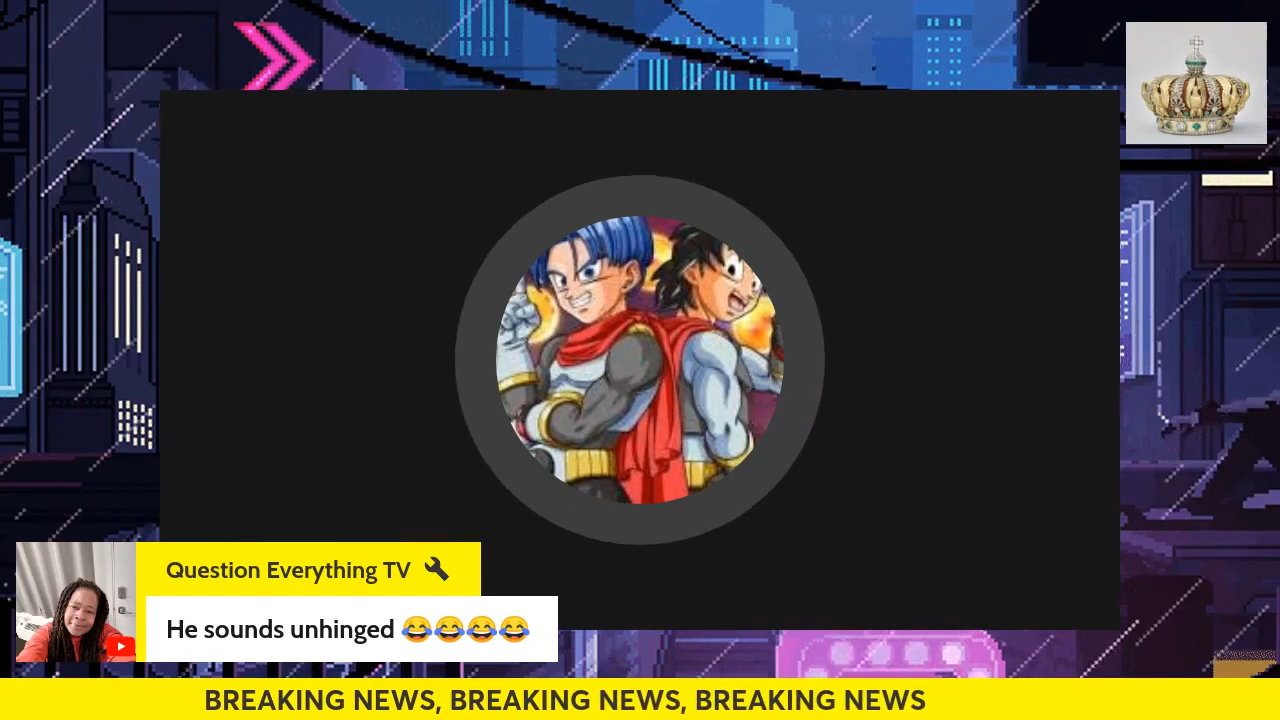 Question Everything TV
He sounds unhinged 😂😂😂😂
BREAKING NEWS, BREAKING NEWS, BREAKING NEWS